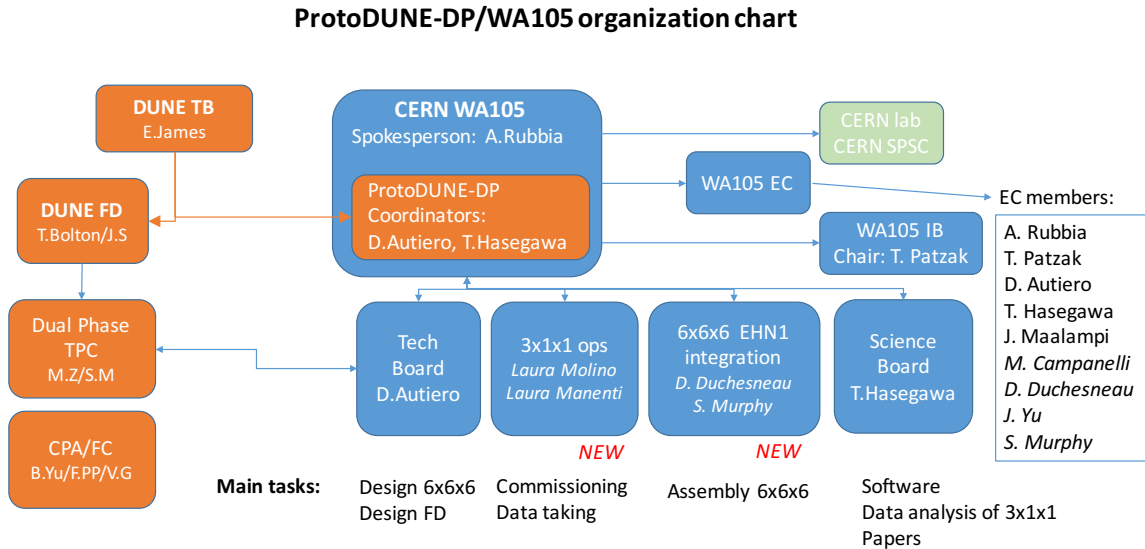 ProtoDUNE-DP/WA105 organization chart
DUNE TB
E.James
CERN WA105
Spokesperson: A.Rubbia
ProtoDUNE-DP
Coordinators:
D.Autiero, T.Hasegawa
CERN lab
CERN SPSC
WA105 EC
WA105 IB
Chair: T. Patzak
EC members:
A. Rubbia
T. Patzak
D. Autiero
T. Hasegawa
J. Maalampi
M. Campanelli
D. Duchesneau
J. Yu
S. Murphy
DUNE FD
T.Bolton/J.S
Dual Phase
TPC
M.Z/S.M
CPA/FC
B.Yu/F.PP/V.G
Tech
Board
D.Autiero
3x1x1 ops
Laura Molino
Laura Manenti
NEW
6x6x6 EHN1
integration
D. Duchesneau
S. Murphy
NEW
Science
Board
T.Hasegawa
Main tasks:
Design 6x6x6
Design FD
Commissioning
Data taking
Assembly 6x6x6
Software
Data analysis of 3x1x1
Papers